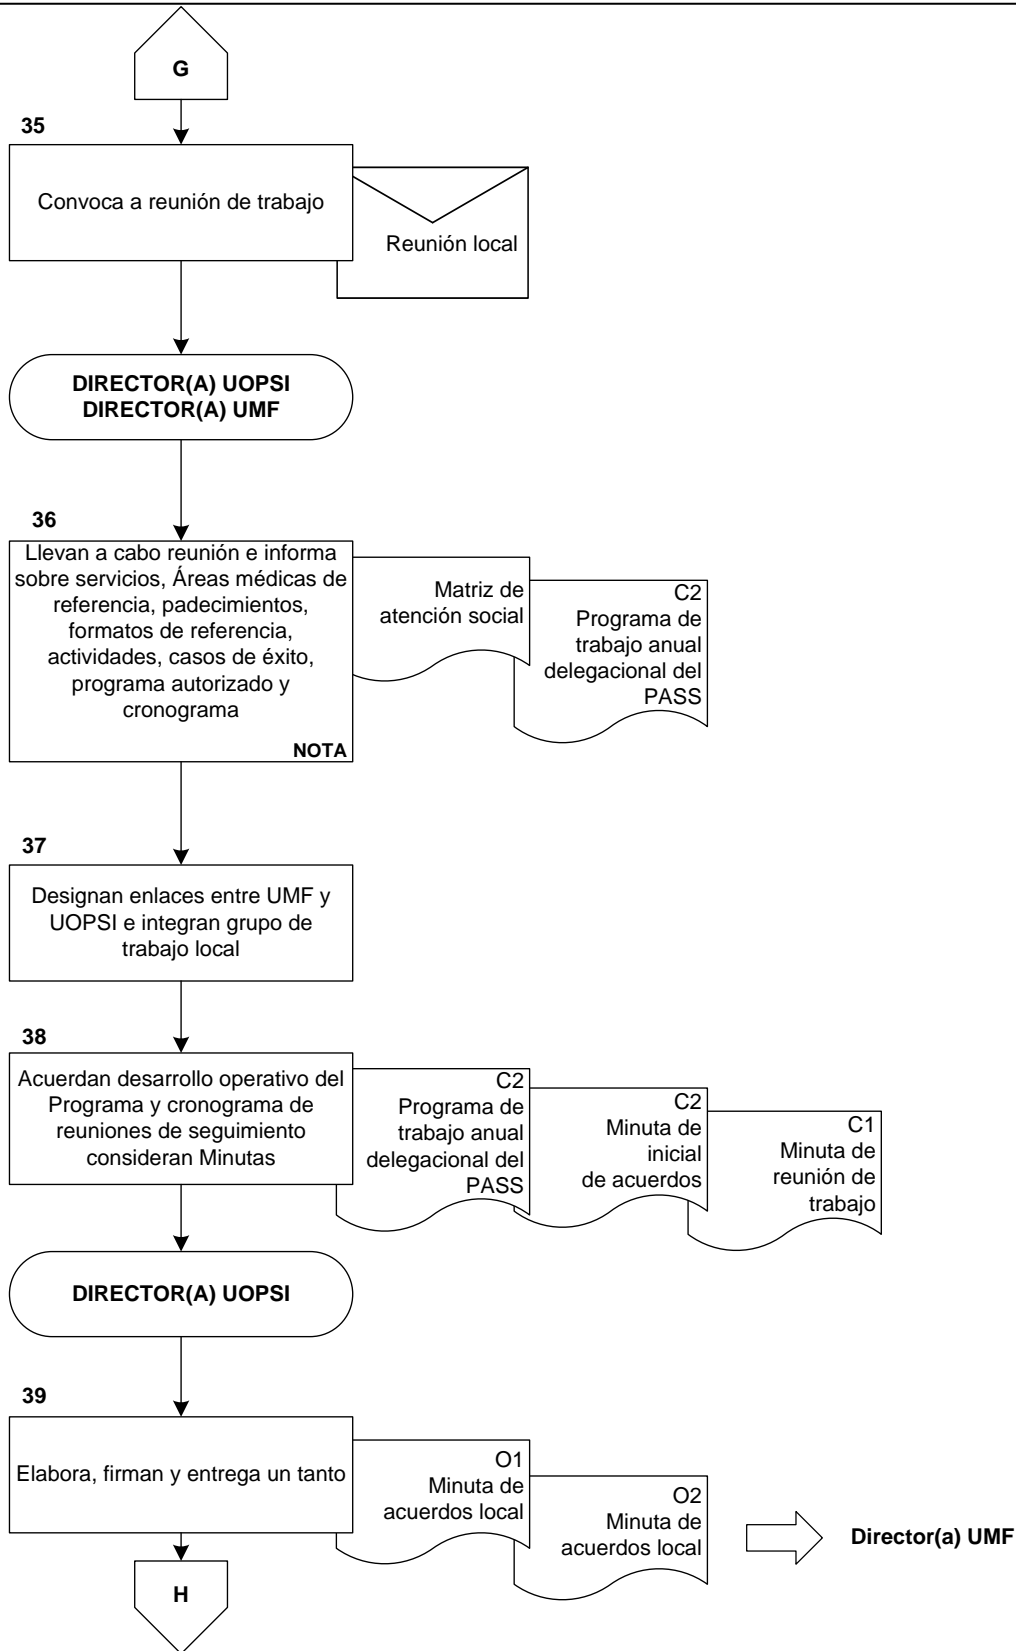 G
35
Convoca a reunión de trabajo
Reunión local
DIRECTOR(A) UOPSI
DIRECTOR(A) UMF
36
Llevan a cabo reunión e informa
sobre servicios, Áreas médicas de
referencia, padecimientos,
formatos de referencia,
actividades, casos de éxito,
programa autorizado y
cronograma
NOTA
Matriz de
atención social
C2
Programa de
trabajo anual
delegacional del
PASS
37
Designan enlaces entre UMF y
UOPSI e integran grupo de
trabajo local
38
Acuerdan desarrollo operativo del
Programa y cronograma de
reuniones de seguimiento
consideran Minutas
C2
Programa de
trabajo anual
delegacional del
PASS
C2
Minuta de
inicial
de acuerdos
C1
Minuta de
reunión de
trabajo
DIRECTOR(A) UOPSI
39
Elabora, firman y entrega un tanto
O1
Minuta de
acuerdos local
O2
Minuta de
acuerdos local
Director(a) UMF
H